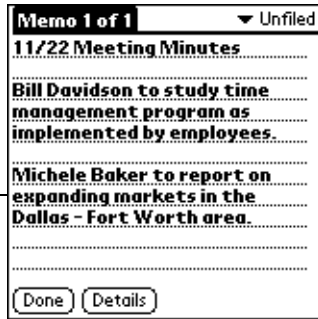 Memo 1 of 1 Unfiled
11/22 Meeting Minutes
Bill Davidson to study time
management program as
implemented by employees.
Michele Baker to report on
expanding markets in the
Dallas - Fort Worth area.
Done Details